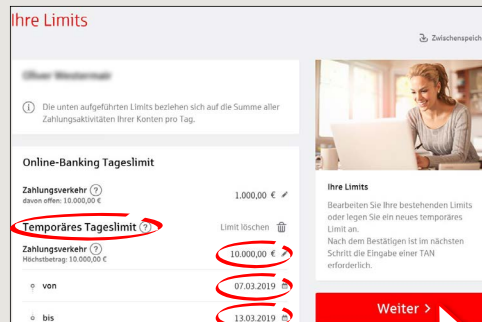 Ihre Limits
Zwischenspeich
Die unten aufgeführten Limits beziehen sich auf die Summe aller
Zahlungsaktivitäten Ihrer Konten pro Tag.
Online-Banking Tageslimit
Zahlungsverkehr (?)
davon offen: 10.000,00 €
1.000,00 €
Temporäres Tageslimit (?)
Limit löschen
Zahlungsverkehr (?)
Höchstbetrag: 10.000,00 €
10.000,00 €
von
07.03.2019
bis
13.03.2019
Ihre Limits
Bearbeiten Sie Ihre bestehenden Limits
oder legen Sie ein neues temporäres
Limit an.
Nach dem Bestätigen ist im nächsten
Schritt die Eingabe einer TAN
erforderlich.
Weiter >